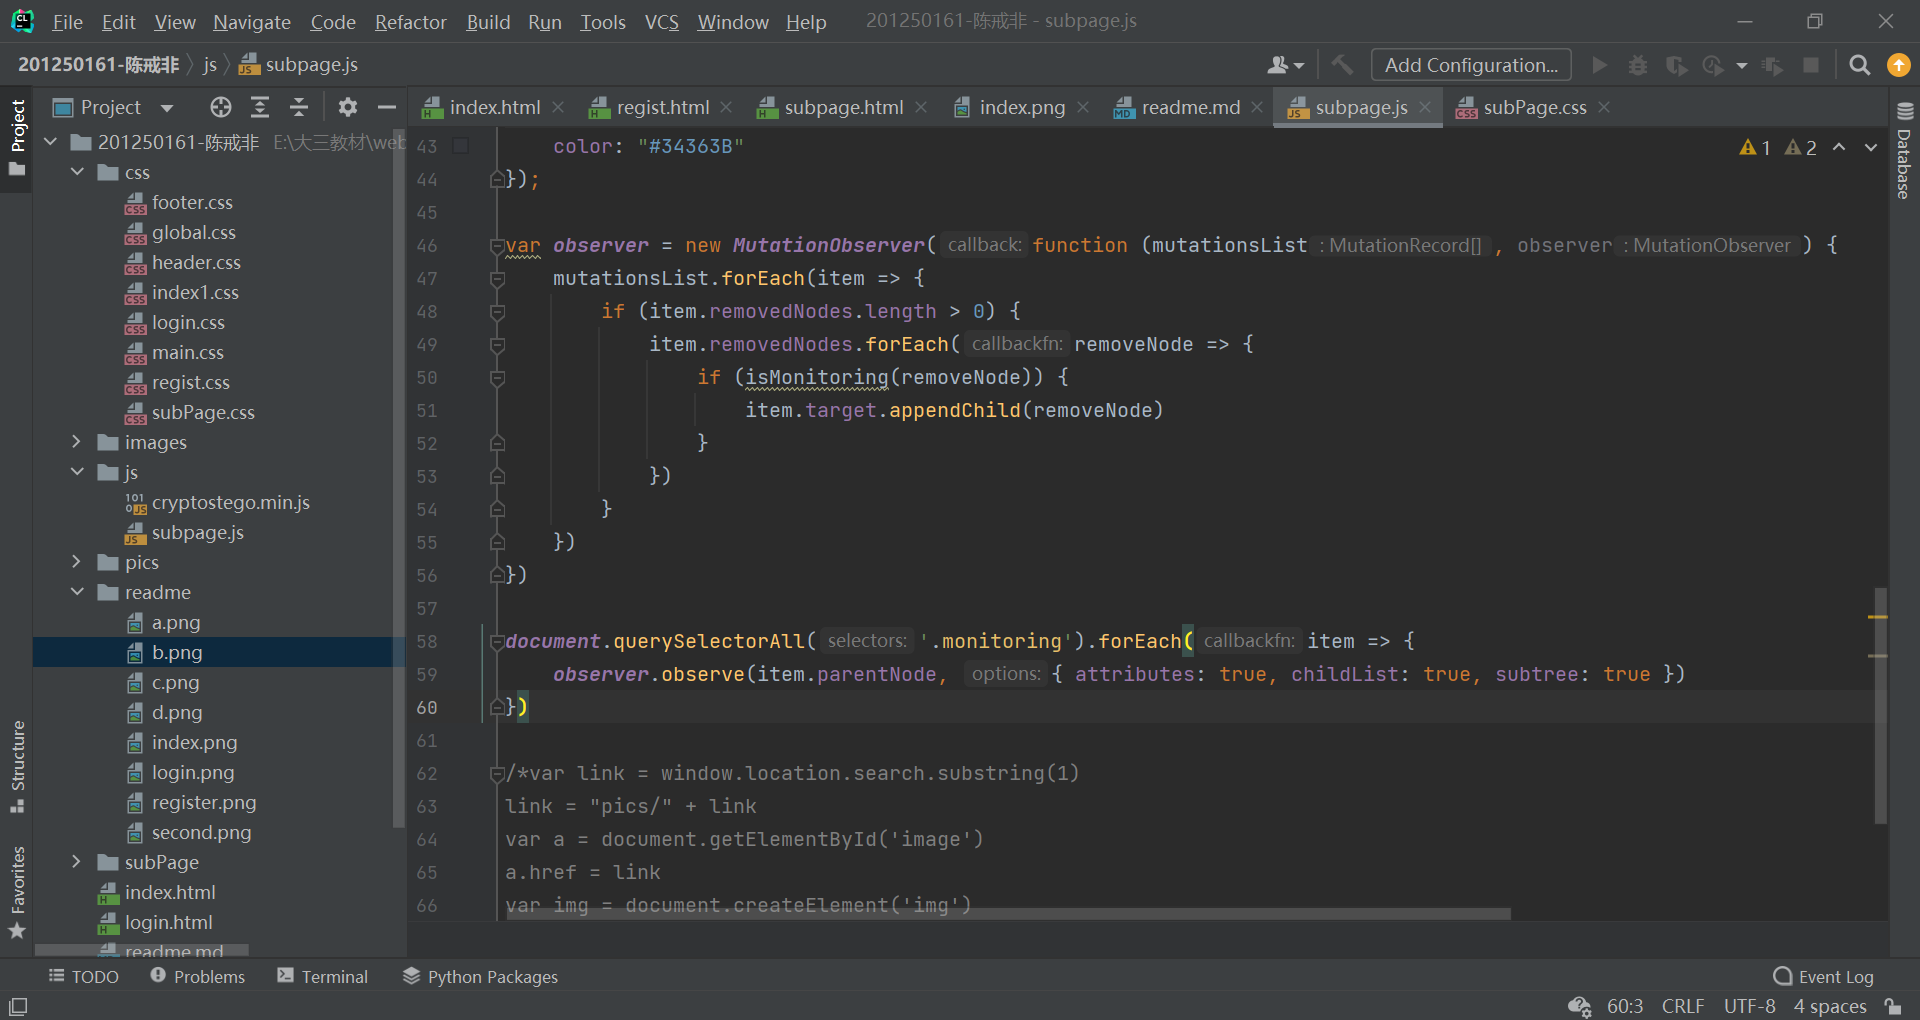 File Edit View Navigate Code Refactor Build Run Tools VCS Window Help 201250161-陈戒非 - subpage.js
201250161-陈戒非 js subpage.js Add Configuration...
Project
index.html regist.html subpage.html index.png readme.md subpage.js subPage.css
Project
201250161-陈戒非 E:\大三教材\web
css
footer.css
global.css
header.css
index1.css
login.css
main.css
regist.css
subPage.css
images
js
cryptostego.min.js
subpage.js
pics
readme
a.png
b.png
c.png
d.png
index.png
login.png
register.png
second.png
subPage
index.html
login.html
readme.md
Structure
Favorites
1 2
43 color: "#34363B"
44 });
45
46 var observer = new MutationObserver( callback: function (mutationsList : MutationRecord[] , observer : MutationObserver ) {
47 mutationsList.forEach(item => {
48 if (item.removedNodes.length > 0) {
49 item.removedNodes.forEach( callbackfn: removeNode => {
50 if (isMonitoring(removeNode)) {
51 item.target.appendChild(removeNode)
52 }
53 })
54 }
55 })
56 })
57
58 document.querySelectorAll( selectors: '.monitoring').forEach( callbackfn: item => {
59 observer.observe(item.parentNode, options: { attributes: true, childList: true, subtree: true })
60 })
61
62 /*var link = window.location.search.substring(1)
63 link = "pics/" + link
64 var a = document.getElementById('image')
65 a.href = link
66 var img = document.createElement('img')
Database
TODO Problems Terminal Python Packages Event Log
60:3 CRLF UTF-8 4 spaces